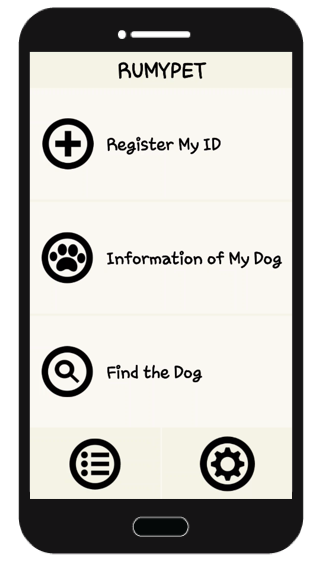 RUMYPET
Register My ID
Information of My Dog
Find the Dog